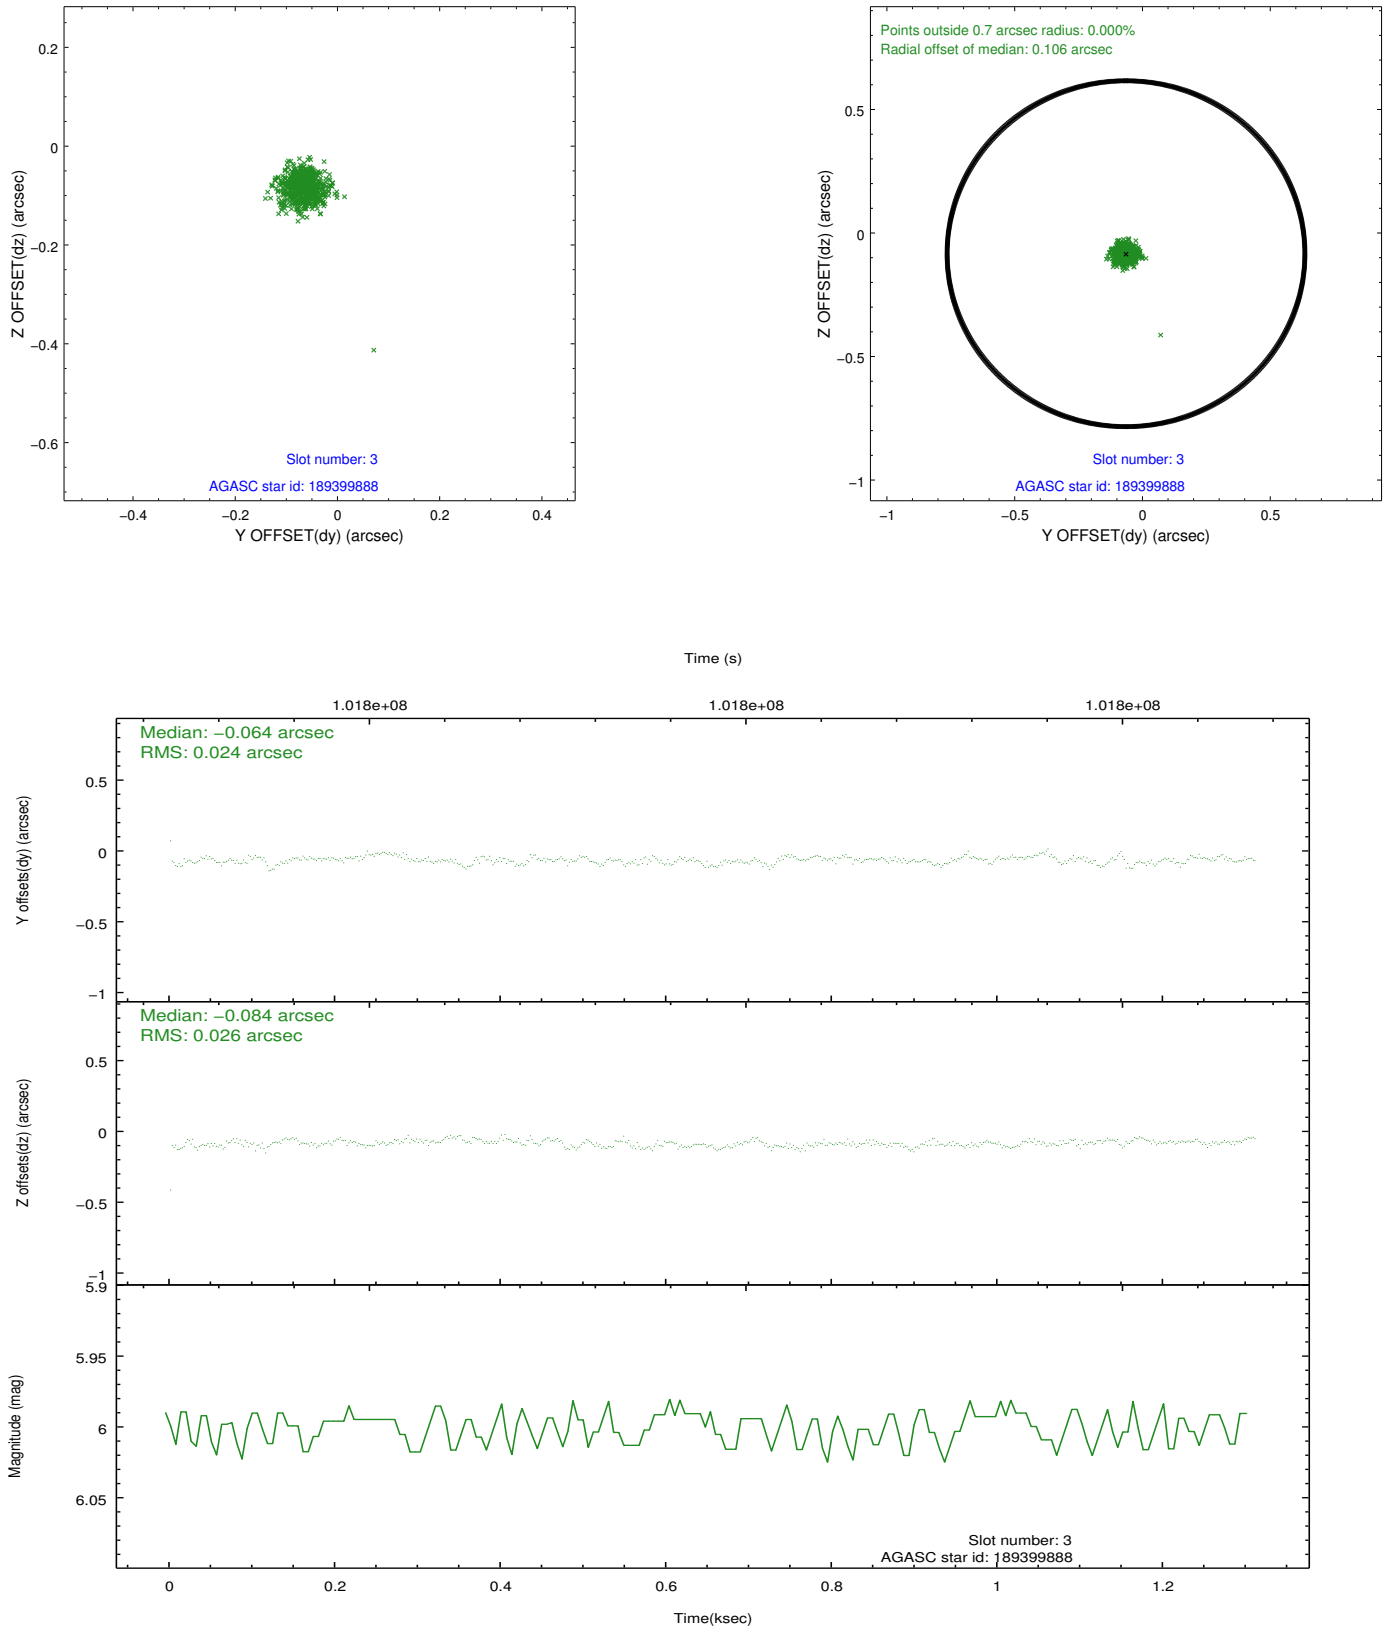 0.2
0
−0.2
−0.4
−0.6
Z OFFSET(dz) (arcsec)
Slot number: 3
AGASC star id: 189399888
−0.4 −0.2 0 0.2 0.4
Y OFFSET(dy) (arcsec)
Points outside 0.7 arcsec radius: 0.000%
Radial offset of median: 0.106 arcsec
0.5
0
−0.5
−1
Z OFFSET(dz) (arcsec)
Slot number: 3
AGASC star id: 189399888
−1 −0.5 0 0.5
Y OFFSET(dy) (arcsec)
Time (s)
1.018e+08 1.018e+08 1.018e+08
Median: −0.064 arcsec
RMS: 0.024 arcsec
0.5
0
−0.5
−1
Y offsets(dy) (arcsec)
Median: −0.084 arcsec
RMS: 0.026 arcsec
0.5
0
−0.5
−1
Z offsets(dz) (arcsec)
5.9
5.95
6
6.05
Magnitude (mag)
Slot number: 3
AGASC star id: 189399888
0 0.2 0.4 0.6 0.8 1 1.2
Time(ksec)